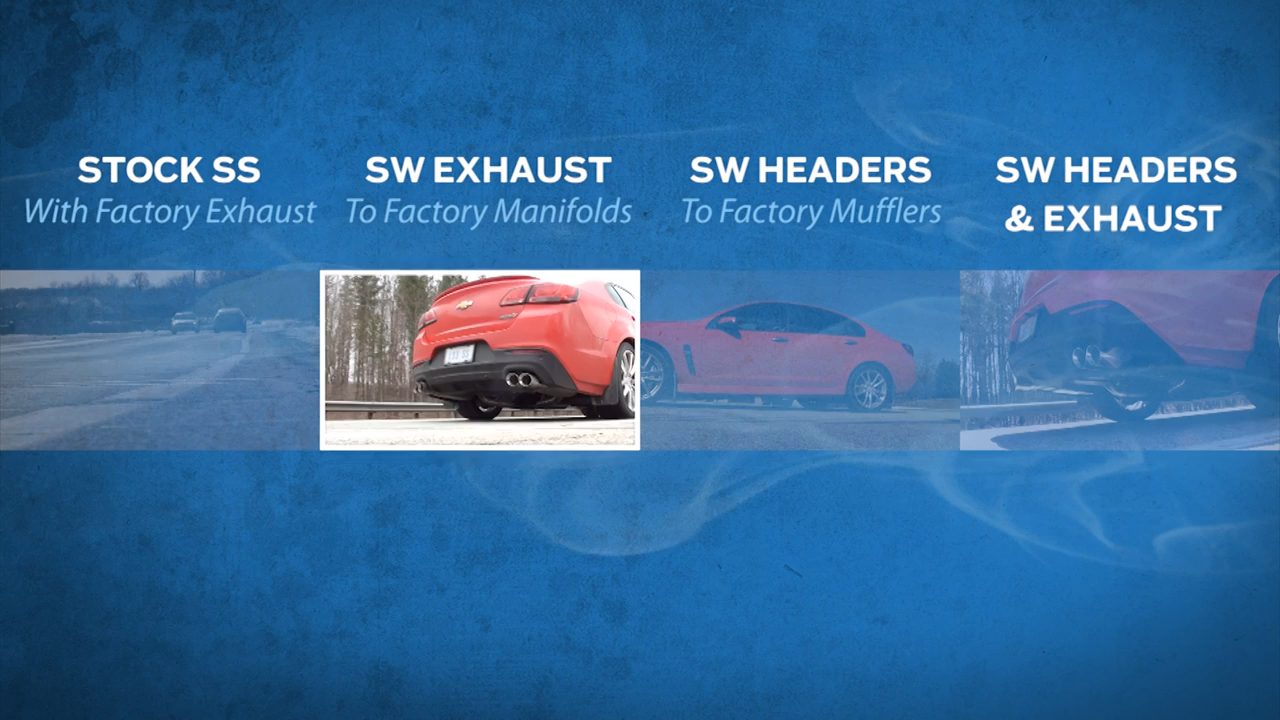 STOCK SS
With Factory Exhaust
SW EXHAUST
To Factory Manifolds
SW HEADERS
To Factory Mufflers
SW HEADERS
& EXHAUST